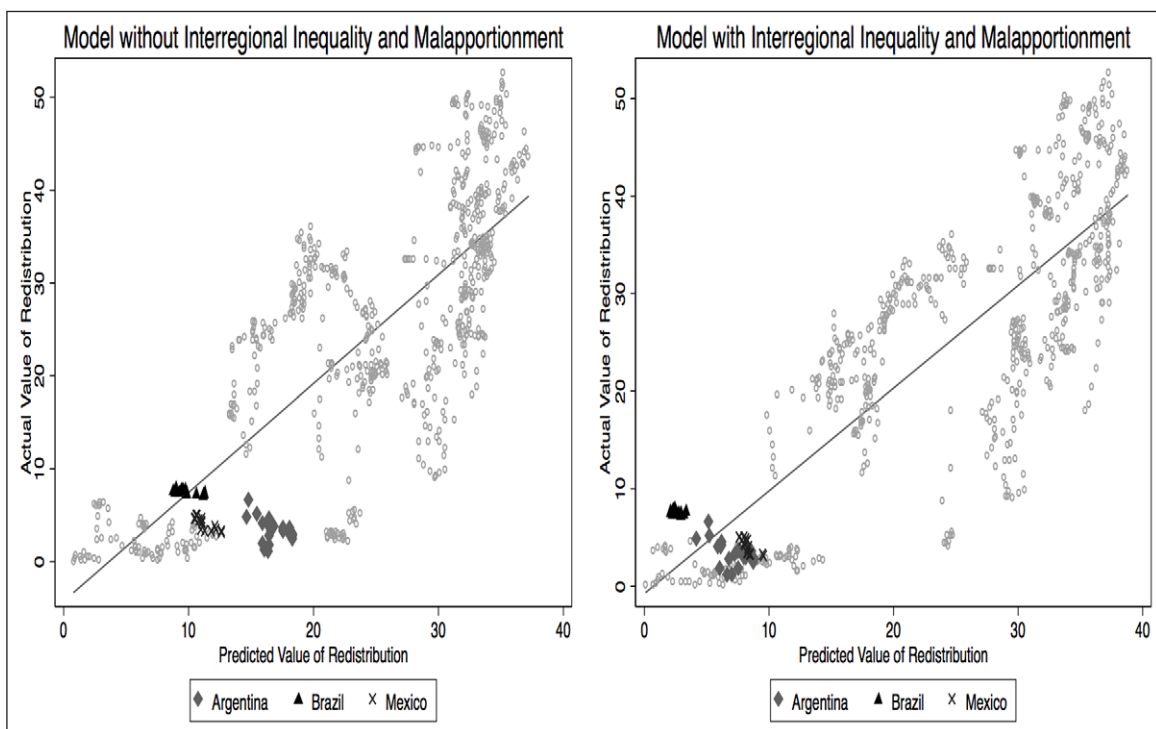 Model without Interregional Inequality and Malapportionment
Actual Value of Redistribution
50
40
30
20
10
0
0 10 20 30 40
Predicted Value of Redistribution
Argentina Brazil Mexico
Model with Interregional Inequality and Malapportionment
Actual Value of Redistribution
50
40
30
20
10
0
0 10 20 30 40
Predicted Value of Redistribution
Argentina Brazil Mexico